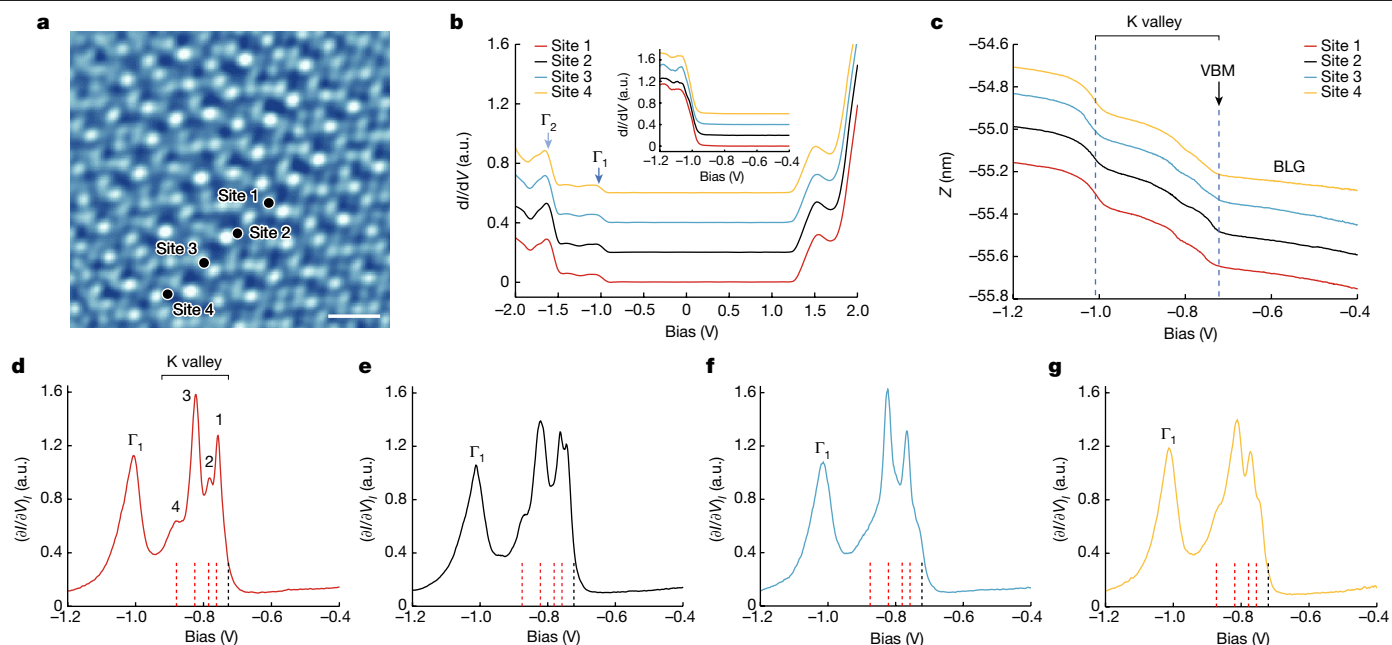 a
Site 1
Site 2
Site 3
Site 4
b
1.6
1.2
0.8
0.4
0
dI/dV (a.u.)
Site 1
Site 2
Site 3
Site 4
Γ2
Γ1
−2.0 −1.5 −1.0 −0.5 0 0.5 1.0 1.5 2.0
Bias (V)
1.6
1.2
0.8
0.4
0
dI/dV (a.u.)
−1.2 −1.0 −0.8 −0.6 −0.4
Bias (V)
c
K valley
−54.6
−54.8
−55.0
−55.2
−55.4
−55.6
−55.8
Z (nm)
VBM
BLG
Site 1
Site 2
Site 3
Site 4
−1.2 −1.0 −0.8 −0.6 −0.4
Bias (V)
d
K valley
1.6
1.2
0.8
0.4
0
(∂I/∂V)I (a.u.)
Γ1
4
3
2
1
−1.2 −1.0 −0.8 −0.6 −0.4
Bias (V)
e
1.6
1.2
0.8
0.4
0
(∂I/∂V)I (a.u.)
Γ1
−1.2 −1.0 −0.8 −0.6 −0.4
Bias (V)
f
1.6
1.2
0.8
0.4
0
(∂I/∂V)I (a.u.)
Γ1
−1.2 −1.0 −0.8 −0.6 −0.4
Bias (V)
g
1.6
1.2
0.8
0.4
0
(∂I/∂V)I (a.u.)
Γ1
−1.2 −1.0 −0.8 −0.6 −0.4
Bias (V)